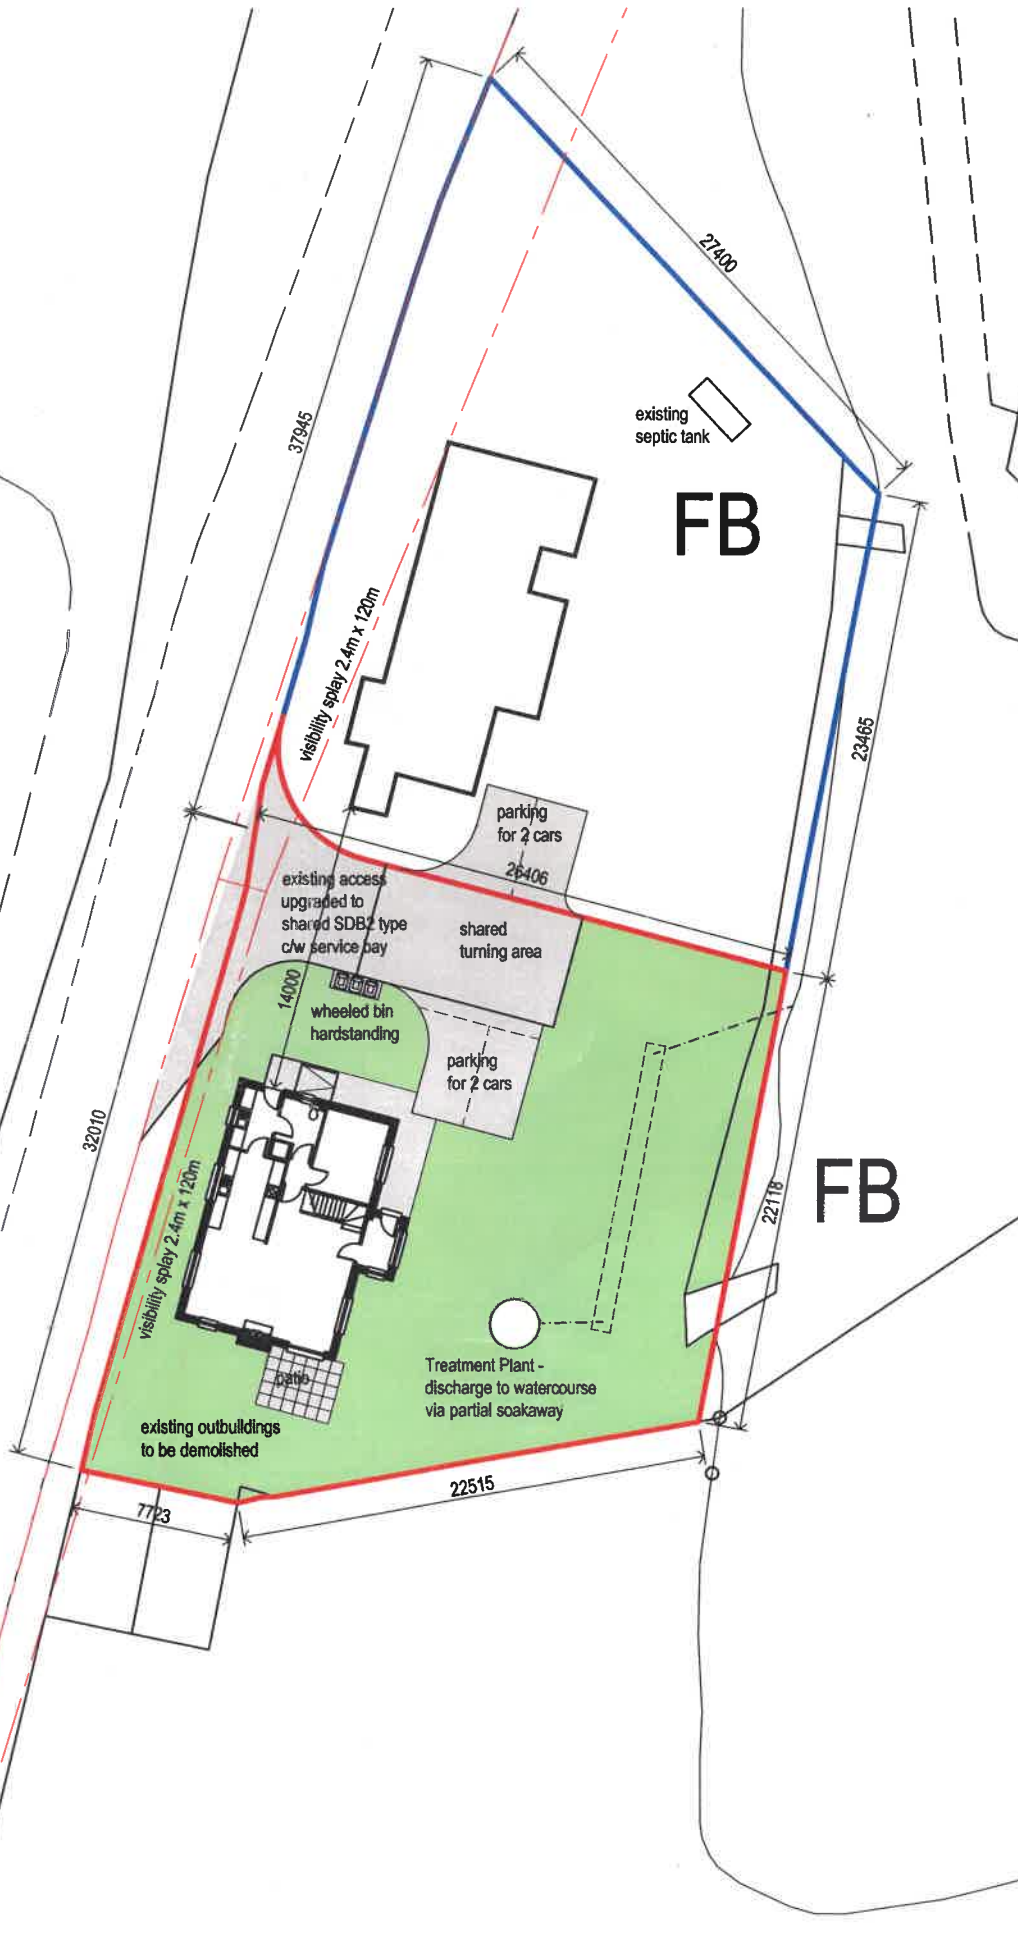 27400
existing
septic tank
FB
37945
visibility splay 2.4m x 120m
23465
parking
for 2 cars
26406
existing access
upgraded to
shared SDB2 type
c/w service bay
shared
turning area
14000
wheeled bin
hardstanding
parking
for 2 cars
32010
visibility splay 2.4m x 120m
FB
22118
patio
Treatment Plant -
discharge to watercourse
via partial soakaway
existing outbuildings
to be demolished
22515
7723